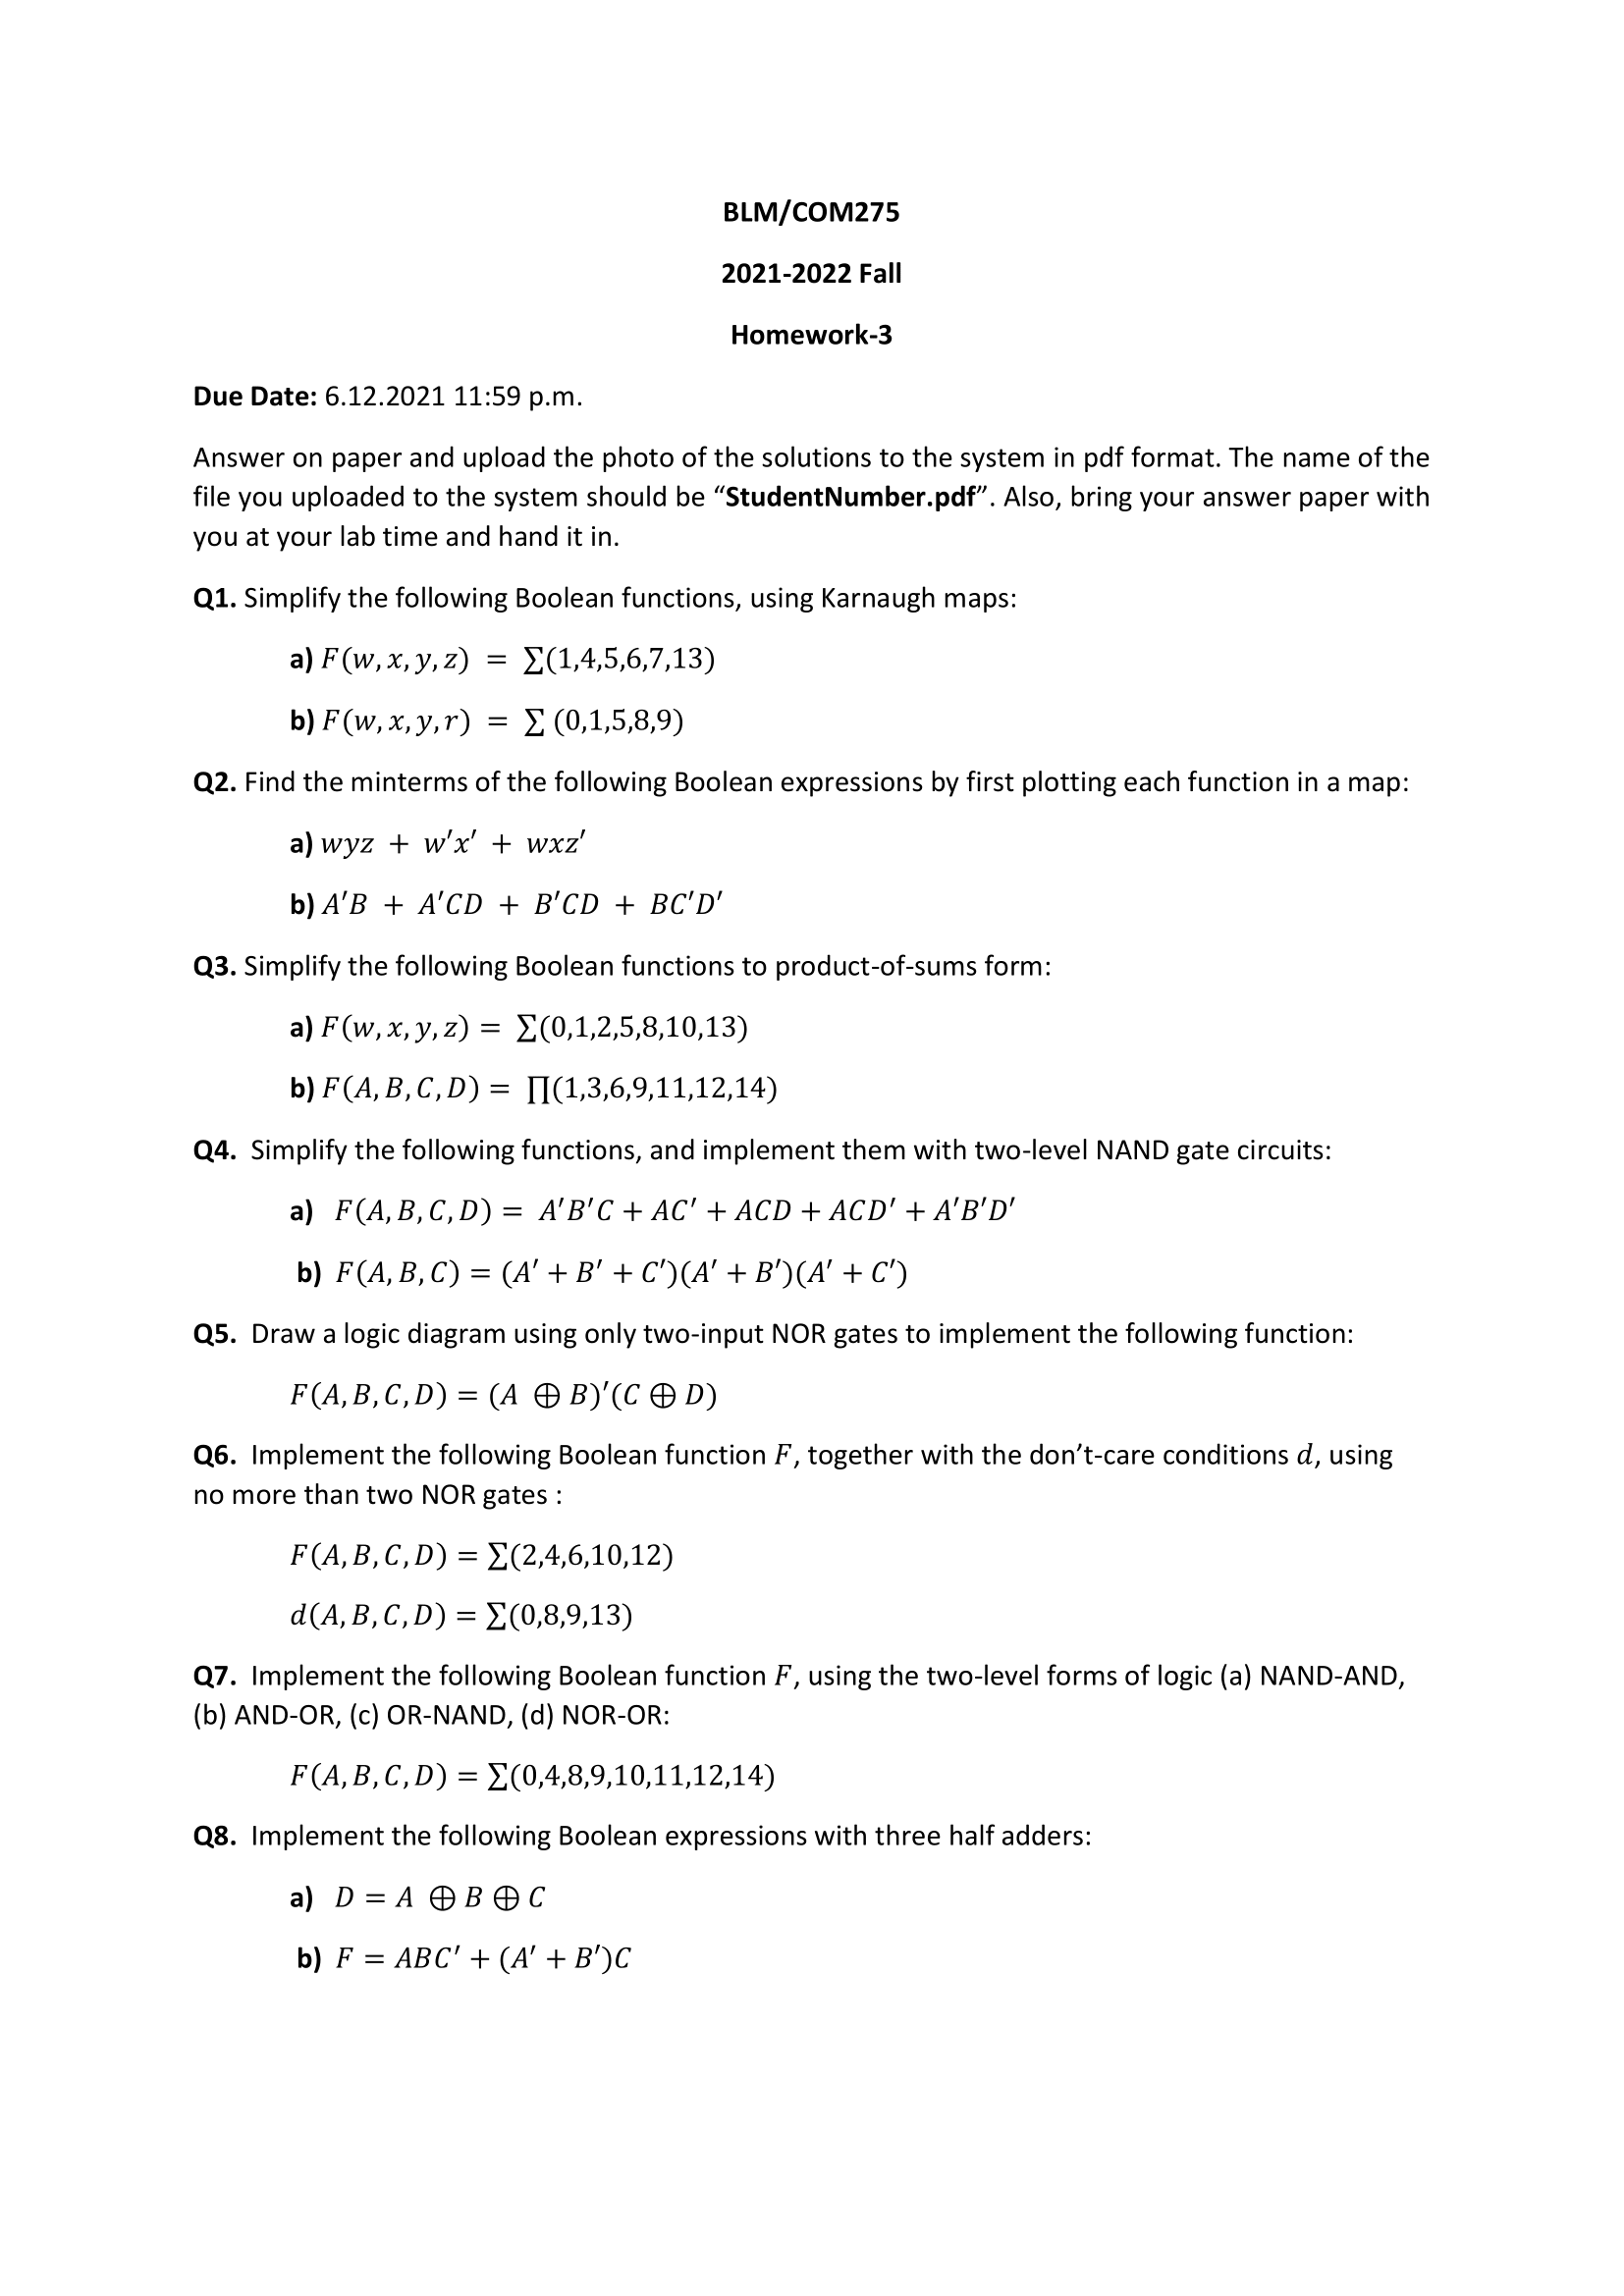 BLM/COM275
2021-2022 Fall
Homework-3
Due Date: 6.12.2021 11:59 p.m.
Answer on paper and upload the photo of the solutions to the system in pdf format. The name of the
file you uploaded to the system should be “StudentNumber.pdf”. Also, bring your answer paper with
you at your lab time and hand it in.
Q1. Simplify the following Boolean functions, using Karnaugh maps:
a) F(w, x, y, z) = ∑(1,4,5,6,7,13)
b) F(w, x, y, r) = ∑ (0,1,5,8,9)
Q2. Find the minterms of the following Boolean expressions by first plotting each function in a map:
a) wyz + w′x′ + wxz′
b) A′B + A′CD + B′CD + BC′D′
Q3. Simplify the following Boolean functions to product-of-sums form:
a) F(w, x, y, z) = ∑(0,1,2,5,8,10,13)
b) F(A, B, C, D) = ∏(1,3,6,9,11,12,14)
Q4. Simplify the following functions, and implement them with two-level NAND gate circuits:
a) F(A, B, C, D) = A′B′C + AC′ + ACD + ACD′ + A′B′D′
b) F(A, B, C) = (A′ + B′ + C′)(A′ + B′)(A′ + C′)
Q5. Draw a logic diagram using only two-input NOR gates to implement the following function:
F(A, B, C, D) = (A ⊕ B)′(C ⊕ D)
Q6. Implement the following Boolean function F, together with the don’t-care conditions d, using
no more than two NOR gates :
F(A, B, C, D) = ∑(2,4,6,10,12)
d(A, B, C, D) = ∑(0,8,9,13)
Q7. Implement the following Boolean function F, using the two-level forms of logic (a) NAND-AND,
(b) AND-OR, (c) OR-NAND, (d) NOR-OR:
F(A, B, C, D) = ∑(0,4,8,9,10,11,12,14)
Q8. Implement the following Boolean expressions with three half adders:
a) D = A ⊕ B ⊕ C
b) F = ABC′ + (A′ + B′)C